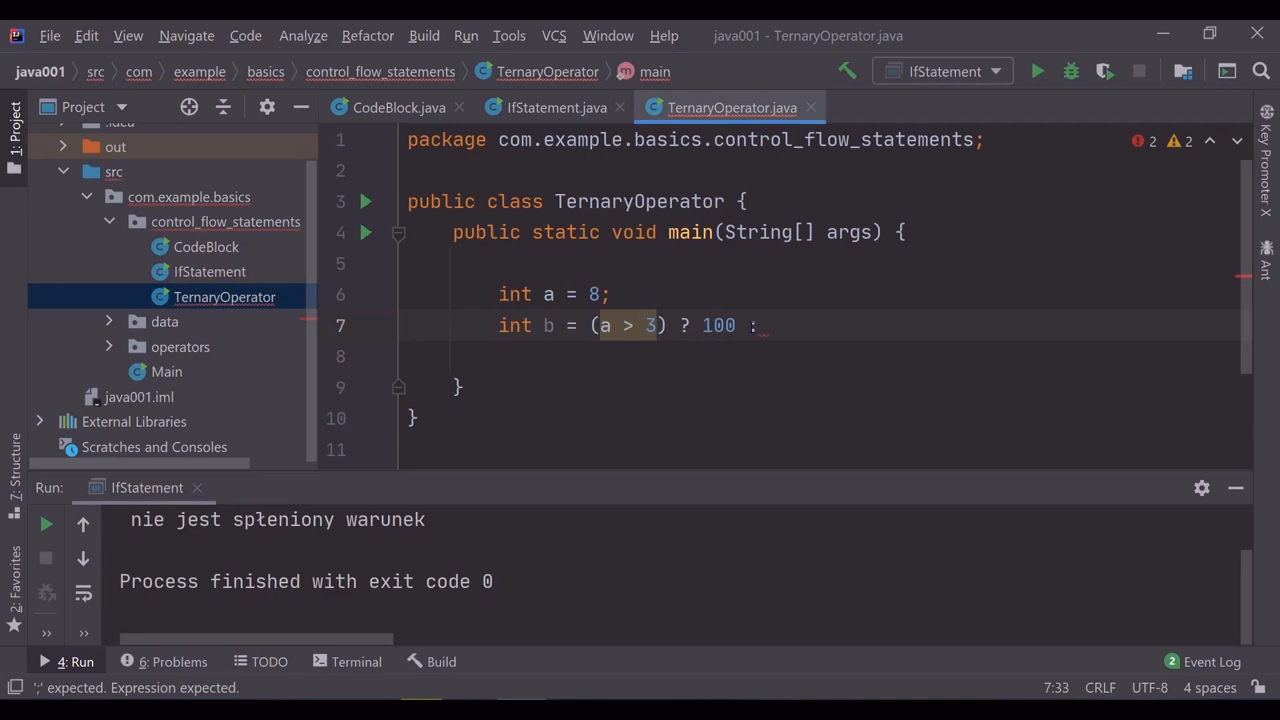 File Edit View Navigate Code Analyze Refactor Build Run Tools VCS Window Help java001 - TernaryOperator.java
java001 src com example basics control_flow_statements TernaryOperator main IfStatement
Project CodeBlock.java IfStatement.java TernaryOperator.java
1: Project
.idea
out
src
com.example.basics
control_flow_statements
CodeBlock
IfStatement
TernaryOperator
data
operators
Main
java001.iml
External Libraries
Scratches and Consoles
1 package com.example.basics.control_flow_statements;
2
3 public class TernaryOperator {
4 public static void main(String[] args) {
5
6 int a = 8;
7 int b = (a > 3) ? 100 :
8
9 }
10 }
11
2 2
Key Promoter X
Ant
7: Structure
2: Favorites
Run: IfStatement
nie jest spłeniony warunek
Process finished with exit code 0
4: Run 6: Problems TODO Terminal Build 2 Event Log
';' expected. Expression expected. 7:33 CRLF UTF-8 4 spaces